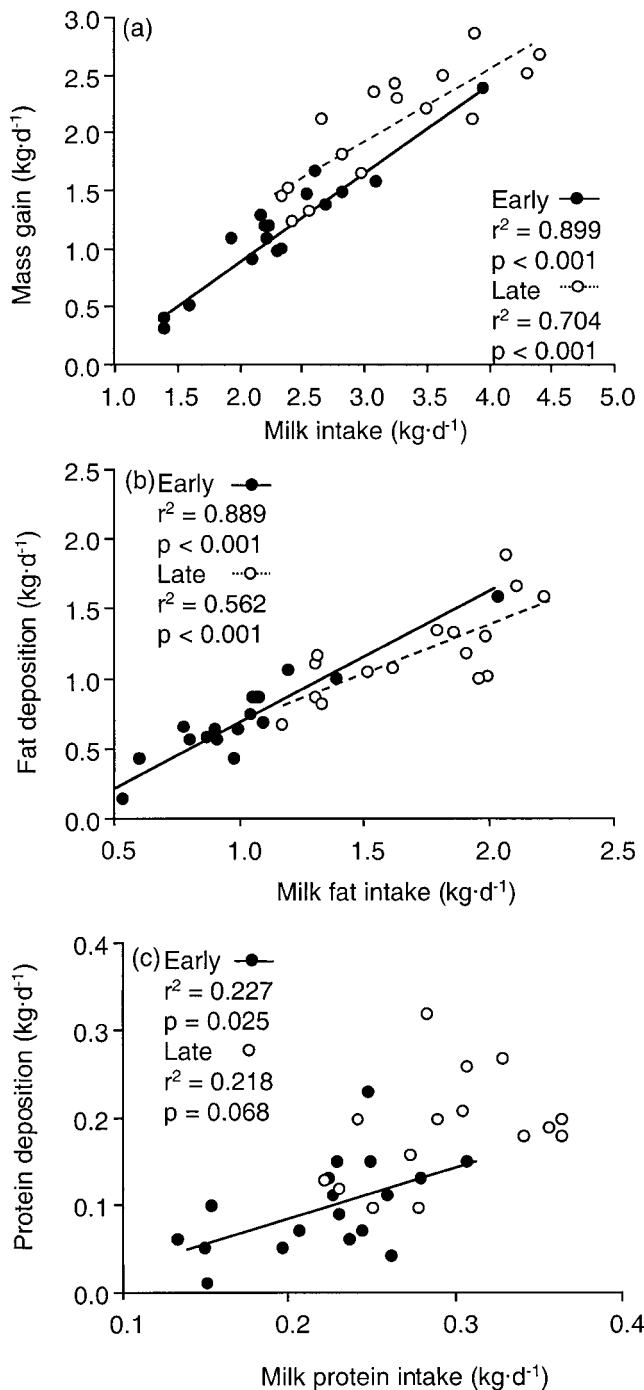 (a)
3.0
2.5
2.0
1.5
1.0
0.5
0.0
Mass gain (kg·d⁻¹)
Early
r² = 0.899
p < 0.001
Late
r² = 0.704
p < 0.001
1.0 1.5 2.0 2.5 3.0 3.5 4.0 4.5 5.0
Milk intake (kg·d⁻¹)
(b) Early
r² = 0.889
p < 0.001
Late
r² = 0.562
p < 0.001
2.5
2.0
1.5
1.0
0.5
0.0
Fat deposition (kg·d⁻¹)
0.5 1.0 1.5 2.0 2.5
Milk fat intake (kg·d⁻¹)
(c) Early
r² = 0.227
p = 0.025
Late
r² = 0.218
p = 0.068
0.4
0.3
0.2
0.1
0.0
Protein deposition (kg·d⁻¹)
0.1 0.2 0.3 0.4
Milk protein intake (kg·d⁻¹)